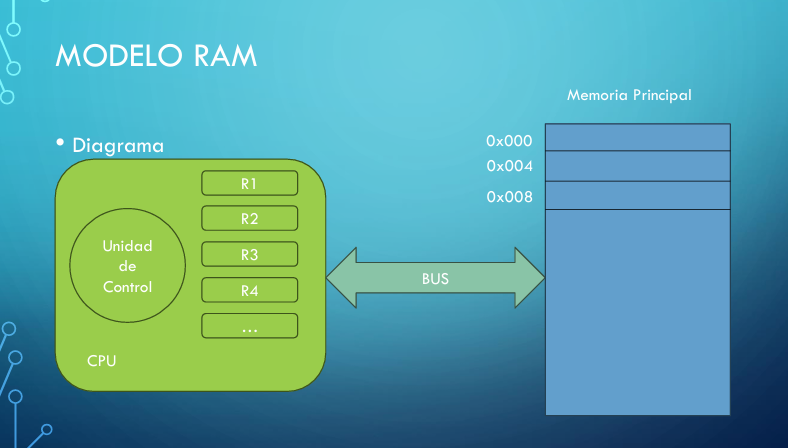 MODELO RAM
Memoria Principal
• Diagrama
0x000
0x004
0x008
R1
R2
R3
R4
...
Unidad
de
Control
CPU
BUS